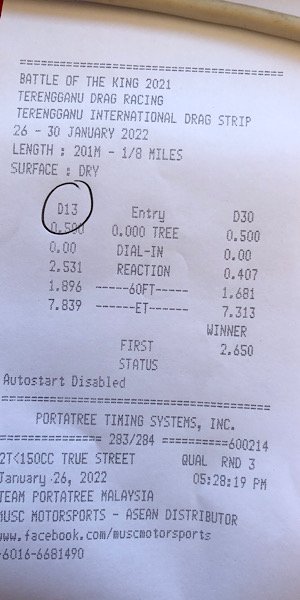 ========================================
BATTLE OF THE KING 2021
TERENGGANU DRAG RACING
TERENGGANU INTERNATIONAL DRAG STRIP
26 - 30 JANUARY 2022
LENGTH : 201M - 1/8 MILES
SURFACE : DRY
D13 Entry D30
0.500 0.000 TREE 0.500
0.00 DIAL-IN 0.00
2.531 REACTION 0.407
1.896 ------60FT------ 1.681
7.839 ------ET------- 7.313
WINNER
FIRST 2.650
STATUS
Autostart Disabled
========================================
PORTATREE TIMING SYSTEMS, INC.
================ 283/284 ==========600214
2T<150CC TRUE STREET QUAL RND 3
January 26, 2022 05:28:19 PM
TEAM PORTATREE MALAYSIA
MUSC MOTORSPORTS - ASEAN DISTRIBUTOR
www.facebook.com/muscmotorsports
+6016-6681490